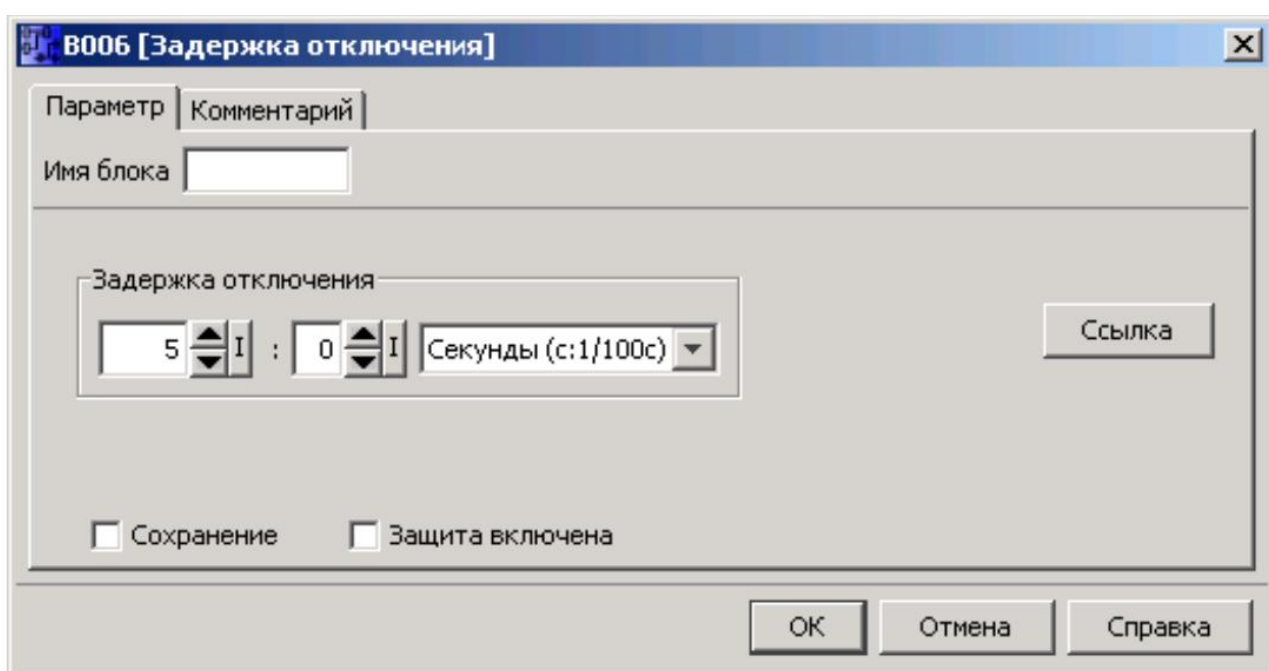 B006 [Задержка отключения]
Параметр Комментарий
Имя блока
Задержка отключения
5 : 0 Секунды (с:1/100с)
Ссылка
Сохранение Защита включена
OK Отмена Справка